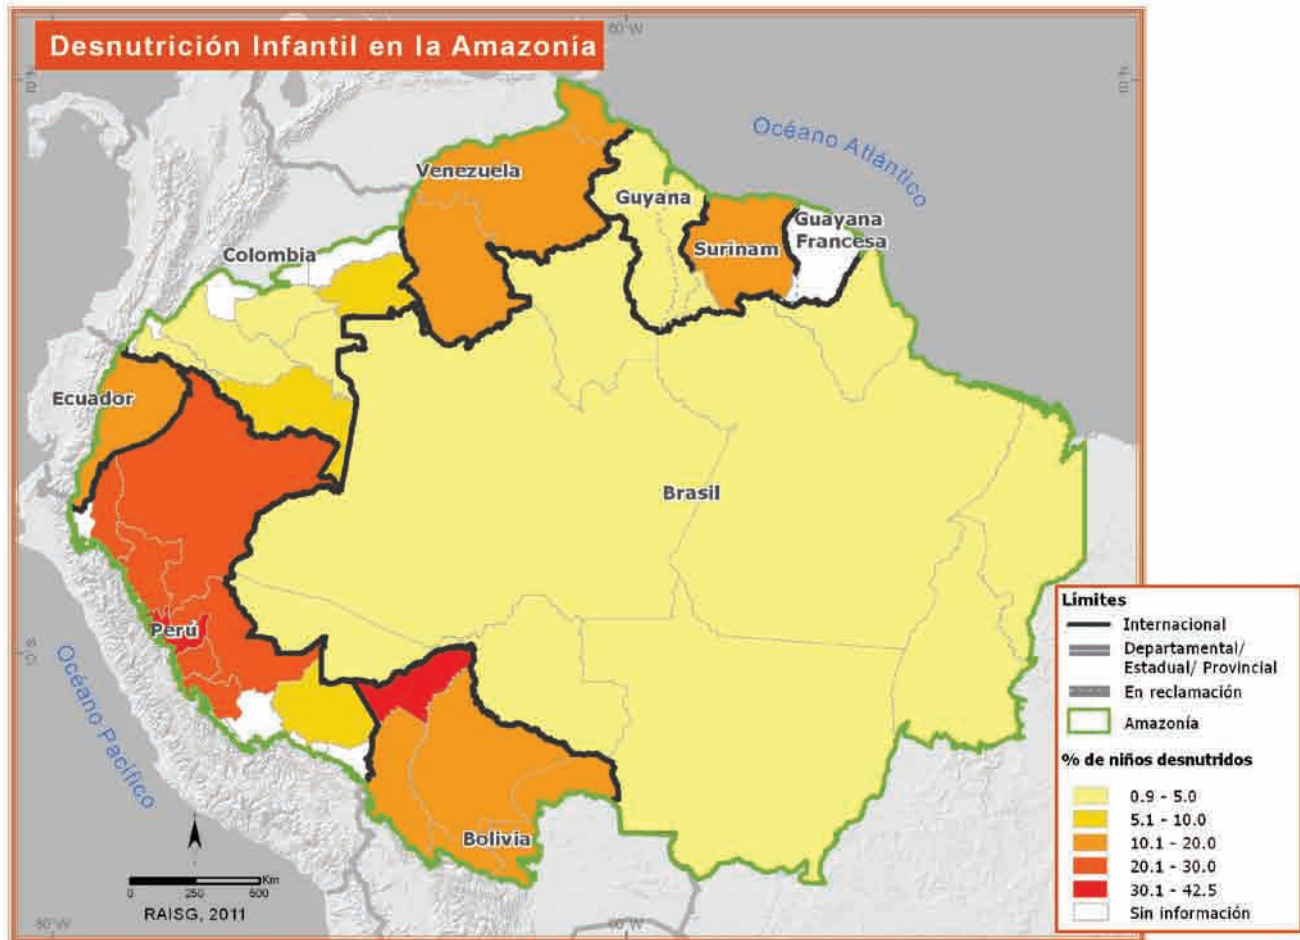 Desnutrición Infantil en la Amazonía
60°W
Océano Atlántico
Venezuela
Guyana
Guayana
Francesa
Surinam
Colombia
Ecuador
Brasil
Perú
Océano Pacífico
Bolivia
0 250 500 Km
RAISG, 2011
80°W
60°W
Límites
Internacional
Departamental/
Estadual/ Provincial
En reclamación
Amazonía
% de niños desnutridos
0.9 - 5.0
5.1 - 10.0
10.1 - 20.0
20.1 - 30.0
30.1 - 42.5
Sin información